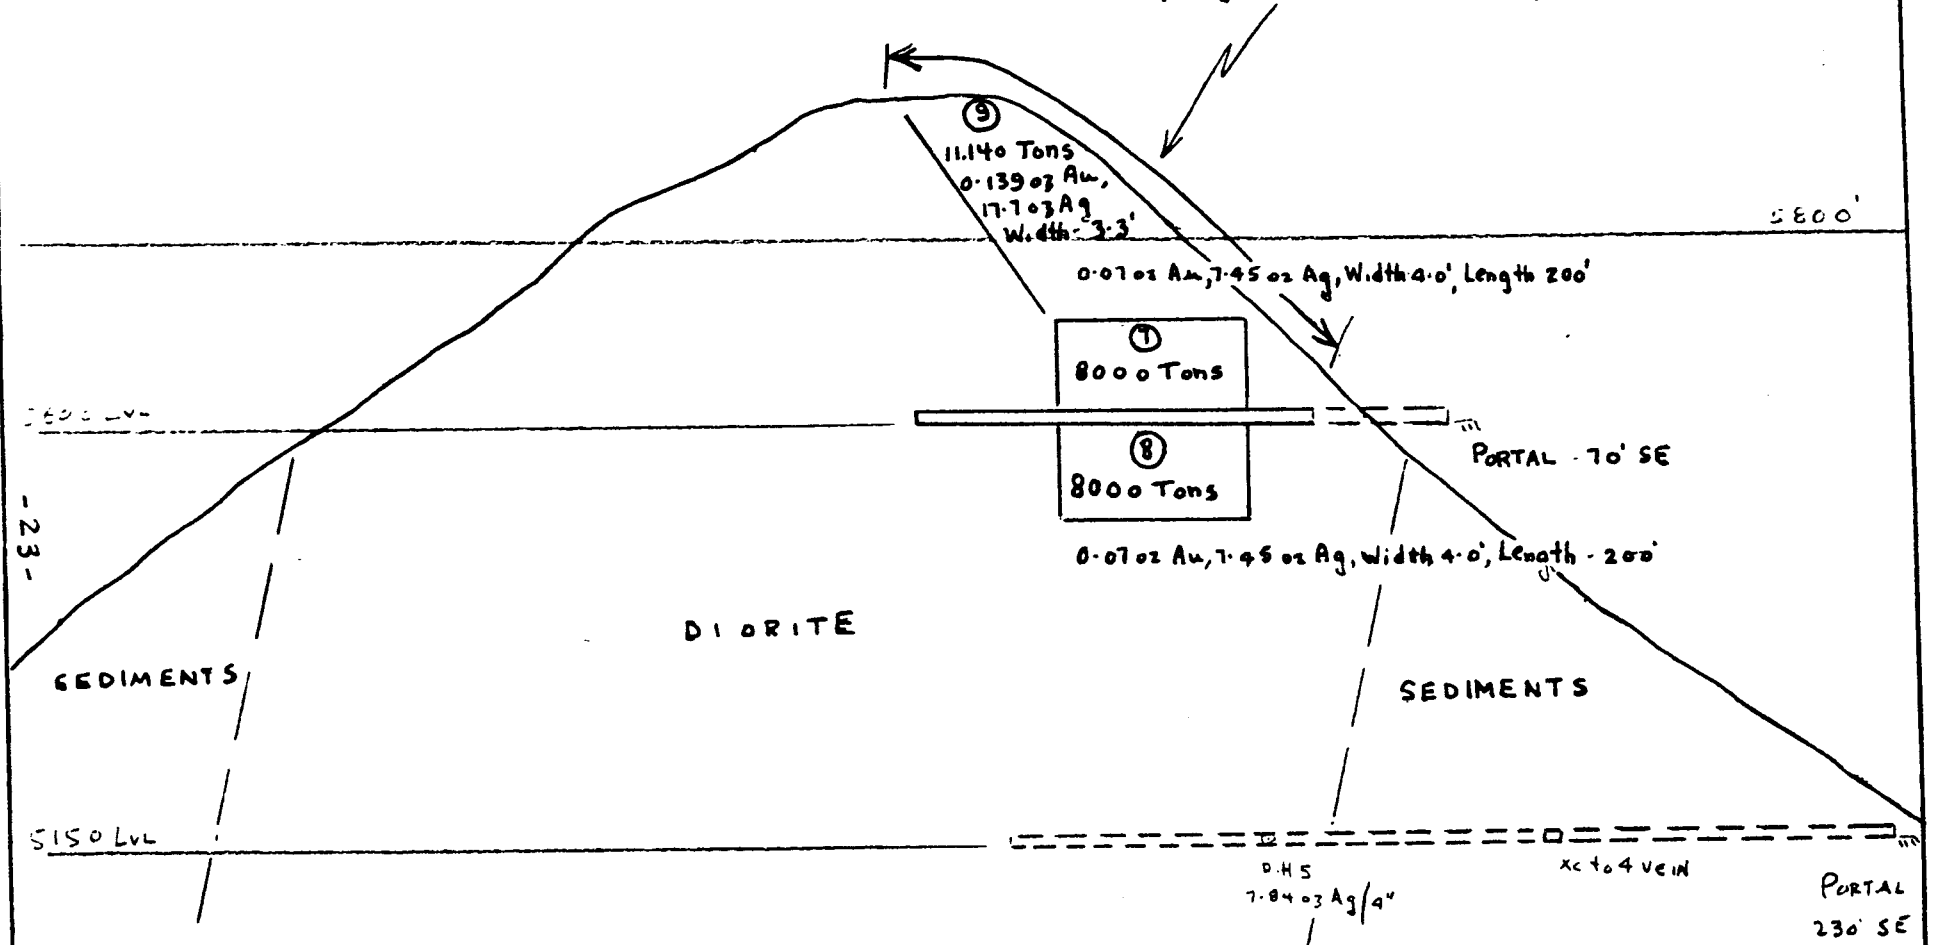 9
11.140 Tons
0.139 oz Au,
17.7 oz Ag
Width - 3.3'
5800'
0.07 oz Au, 7.45 oz Ag, Width 4.0', Length 200'
7
8000 Tons
LVL
PORTAL - 70' SE
8
8000 Tons
-23-
0.07 oz Au, 7.45 oz Ag, Width 4.0', Length - 200'
DIORITE
SEDIMENTS
SEDIMENTS
5150 LVL
D.H 5
7.84 oz Ag/4"
xc to 4 VEIN
PORTAL
230' SE